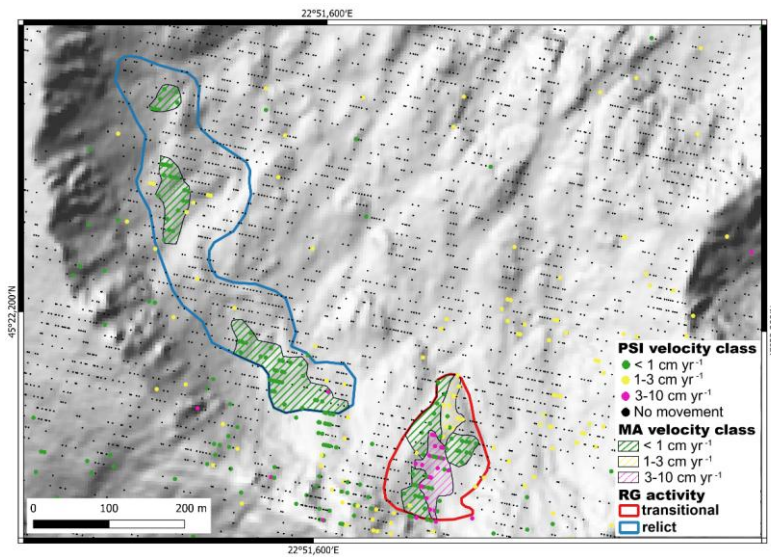 22°51,600'E
45°22,200'N
PSI velocity class
< 1 cm yr⁻¹
1-3 cm yr⁻¹
3-10 cm yr⁻¹
No movement
MA velocity class
< 1 cm yr⁻¹
1-3 cm yr⁻¹
3-10 cm yr⁻¹
RG activity
transitional
relict
0 100 200 m
22°51,600'E